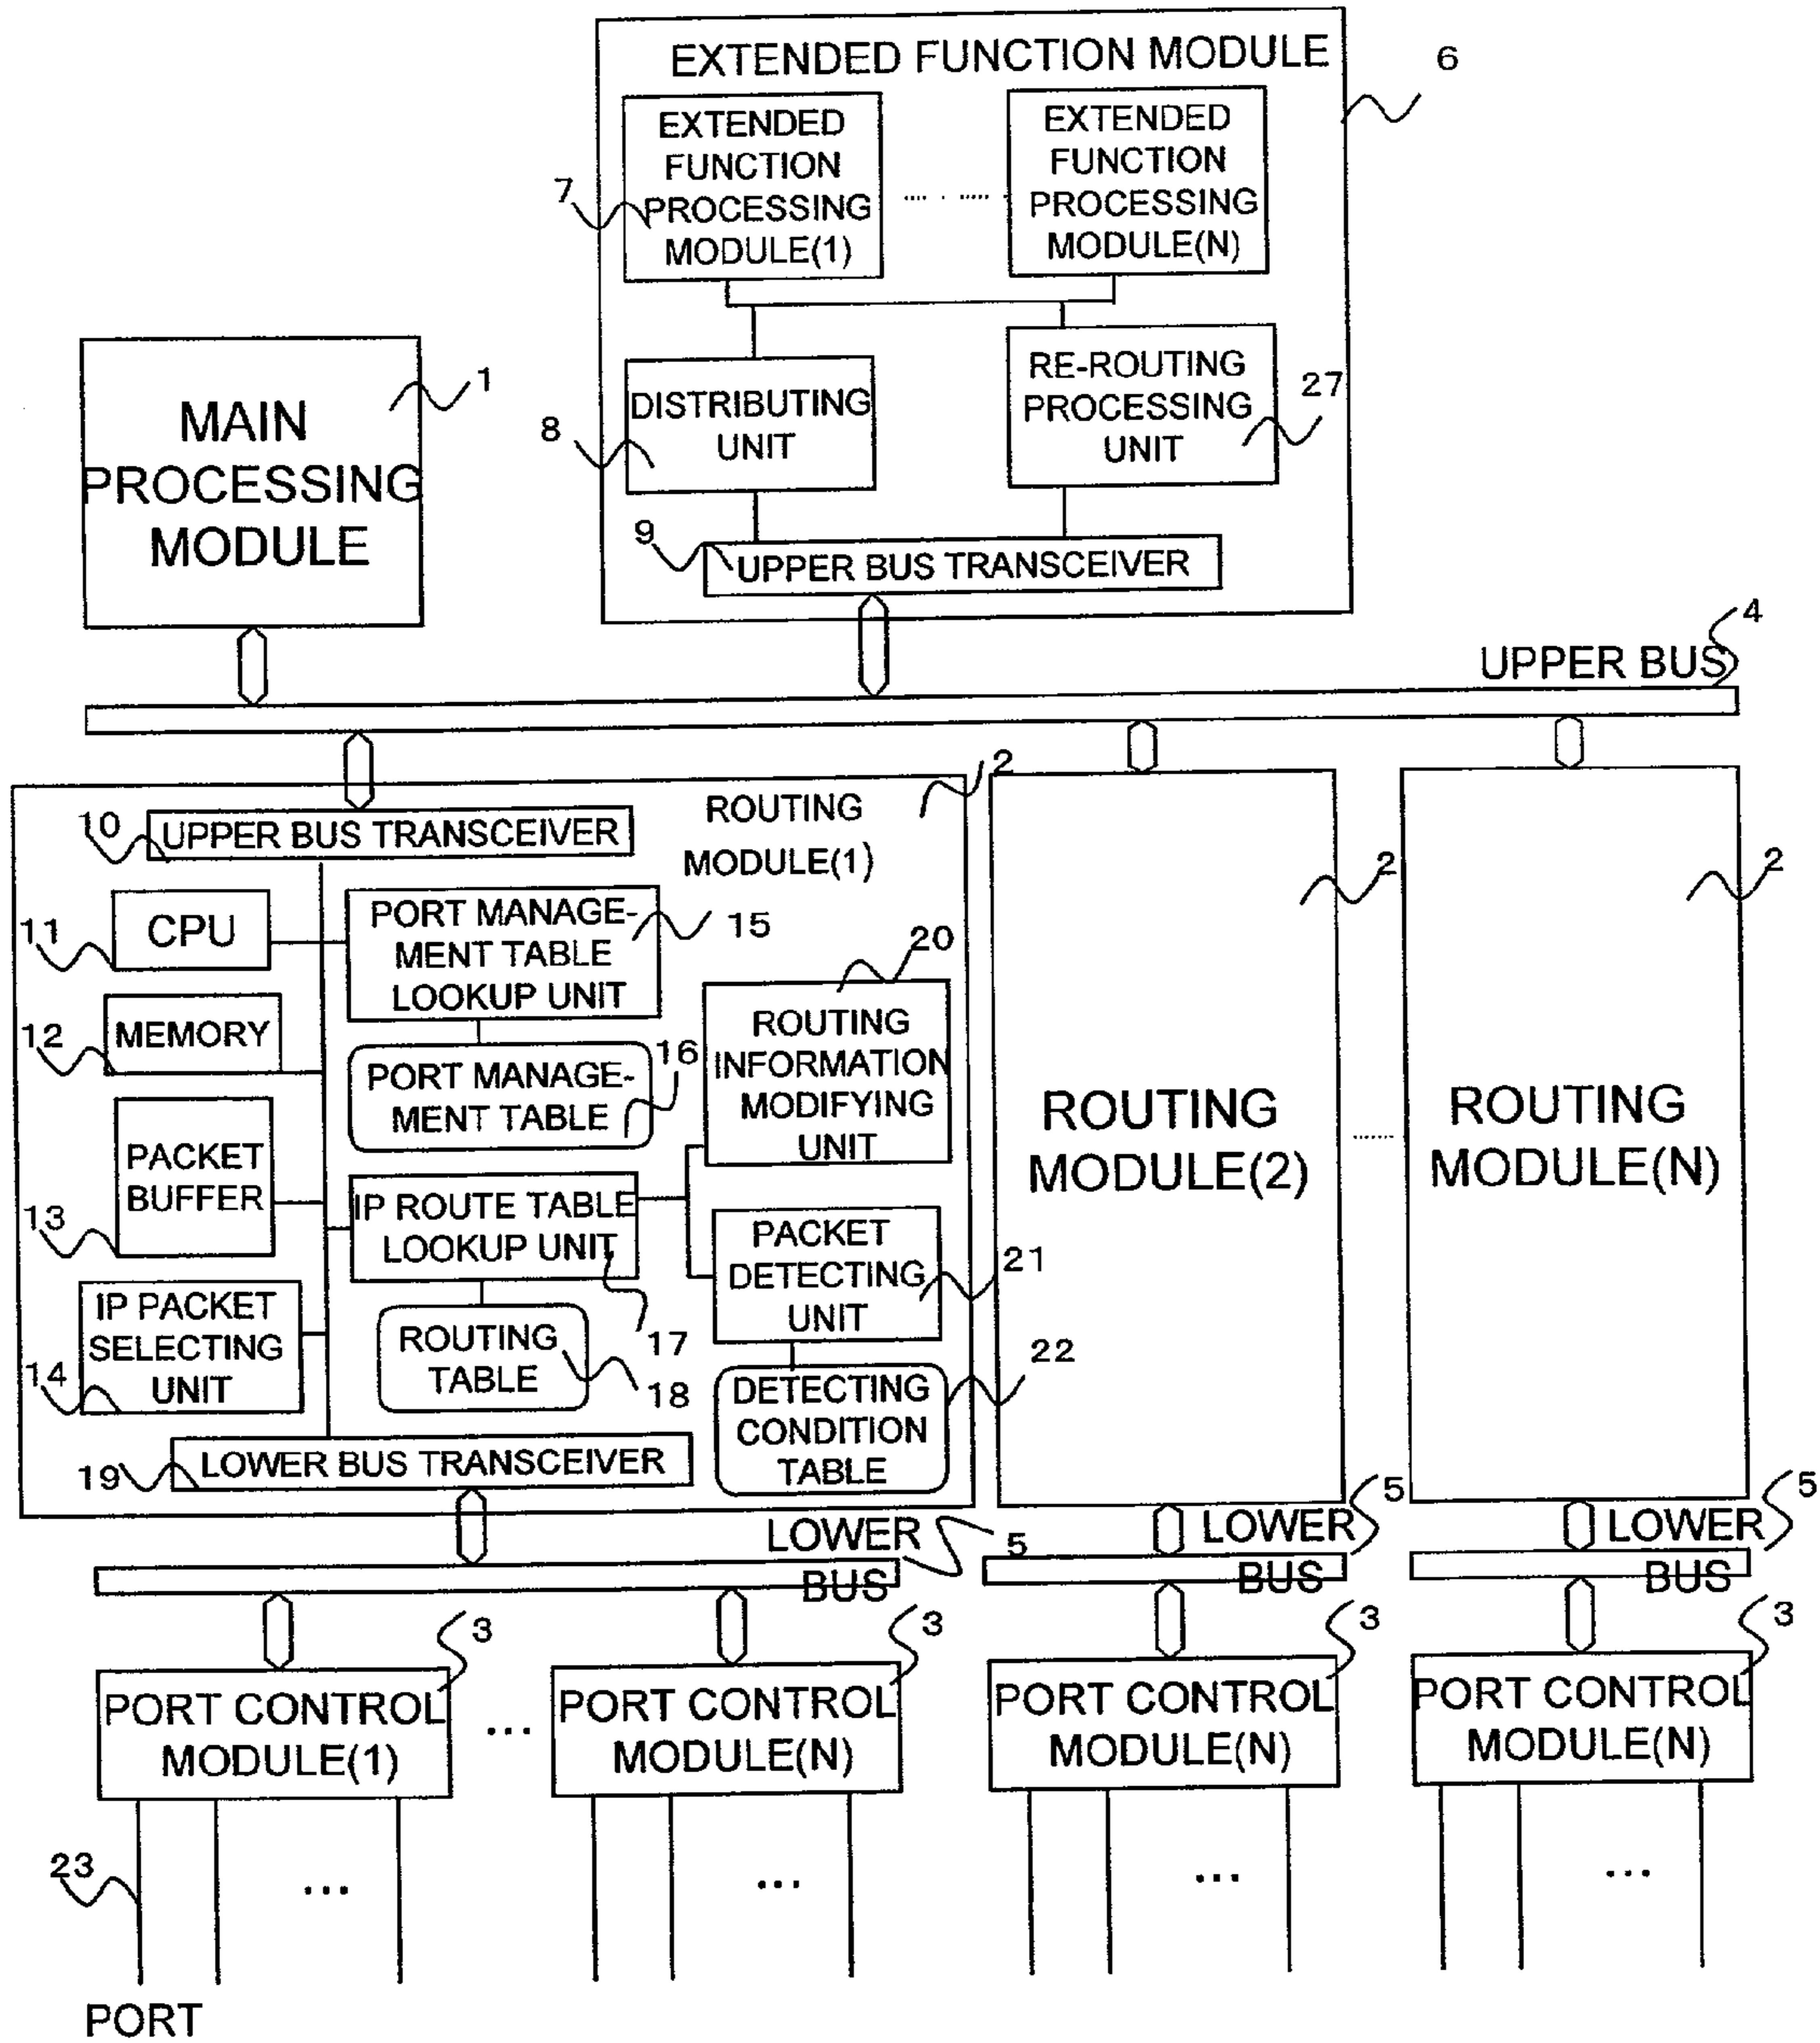 EXTENDED FUNCTION MODULE
6
EXTENDED
FUNCTION
PROCESSING
MODULE(1)
7
EXTENDED
FUNCTION
PROCESSING
MODULE(N)
MAIN
PROCESSING
MODULE
1
DISTRIBUTING
UNIT
8
RE-ROUTING
PROCESSING
UNIT
27
9
UPPER BUS TRANSCEIVER
4
UPPER BUS
ROUTING
MODULE(1)
2
10
UPPER BUS TRANSCEIVER
11
CPU
PORT MANAGE-
MENT TABLE
LOOKUP UNIT
15
20
12
MEMORY
PORT MANAGE-
MENT TABLE
16
ROUTING
INFORMATION
MODIFYING
UNIT
13
PACKET
BUFFER
IP ROUTE TABLE
LOOKUP UNIT
17
PACKET
DETECTING
UNIT
21
14
IP PACKET
SELECTING
UNIT
ROUTING
TABLE
18
DETECTING
CONDITION
TABLE
22
19
LOWER BUS TRANSCEIVER
ROUTING
MODULE(2)
2
ROUTING
MODULE(N)
2
LOWER
BUS
5
LOWER
BUS
5
LOWER
BUS
5
PORT CONTROL
MODULE(1)
3
...
PORT CONTROL
MODULE(N)
3
PORT CONTROL
MODULE(N)
3
PORT CONTROL
MODULE(N)
3
23
...
...
...
...
PORT